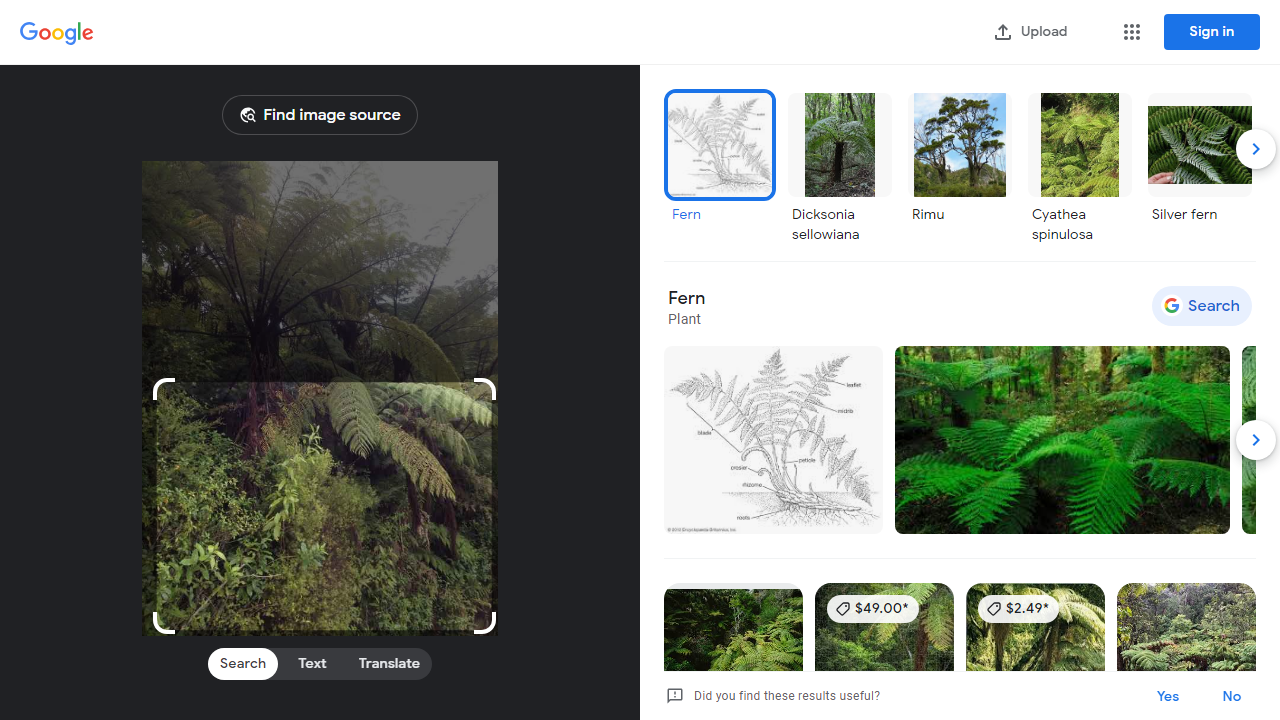 Google
Upload
Sign in
Find image source
Fern
Dicksonia
sellowiana
Rimu
Cyathea
spinulosa
Silver fern
Fern
Plant
Search
leaflet
midrib
blade
petiole
crosier
rhizome
roots
$49.00*
$2.49*
Search
Text
Translate
Did you find these results useful?
Yes
No